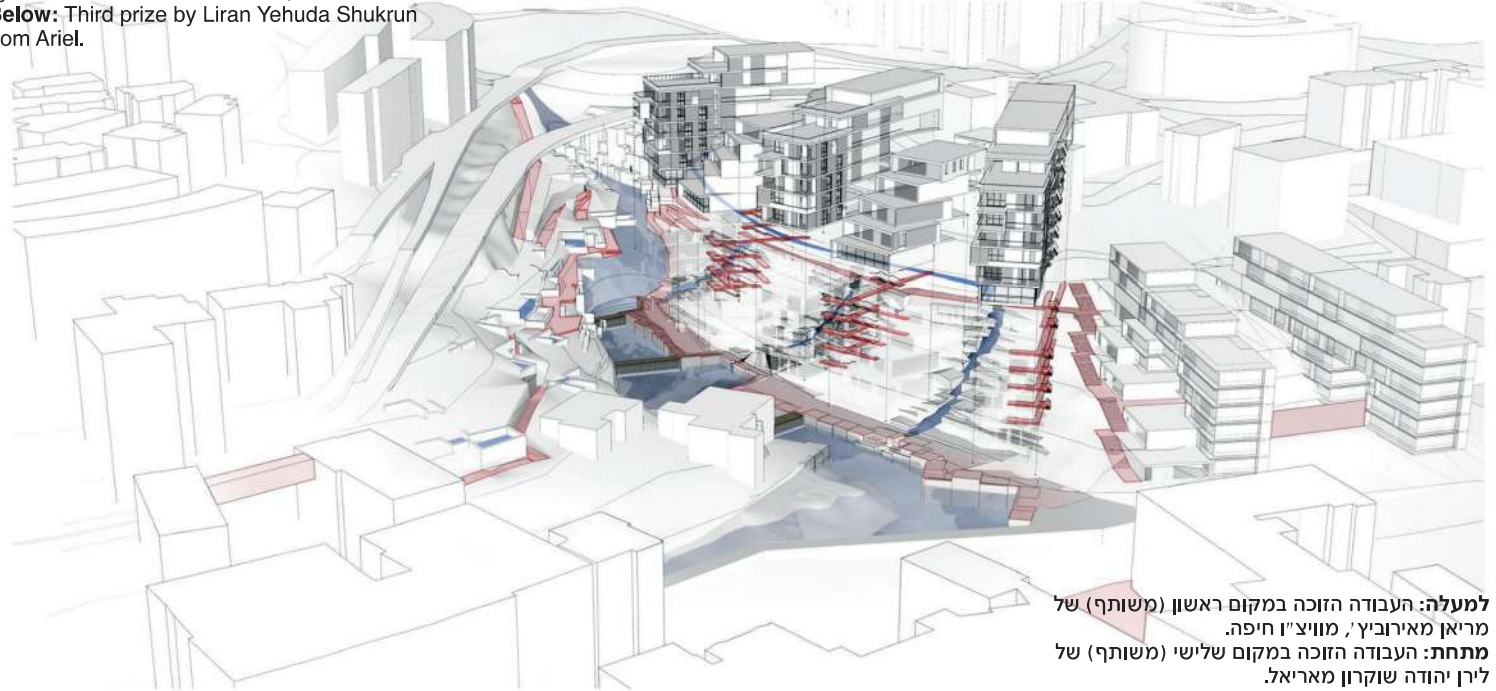 Below: Third prize by Liran Yehuda Shukrun
om Ariel.
למעלה: העבודה הזוכה במקום ראשון (משותף) של
מריאן מאירוביץ', מוויצ"ו חיפה.
מתחת: העבודה הזוכה במקום שלישי (משותף) של
לירן יהודה שוקרון מאריאל.